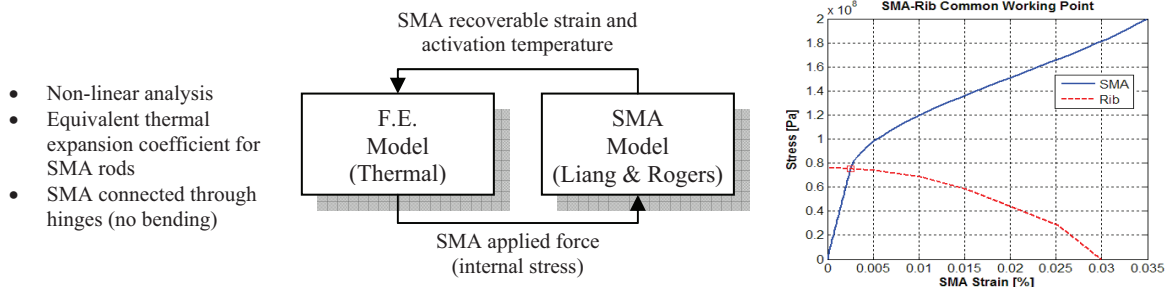 • Non-linear analysis
• Equivalent thermal
expansion coefficient for
SMA rods
• SMA connected through
hinges (no bending)
SMA recoverable strain and
activation temperature
F.E.
Model
(Thermal)
SMA
Model
(Liang & Rogers)
SMA applied force
(internal stress)
SMA-Rib Common Working Point
x 10^8
2
1.8
1.6
1.4
1.2
1
0.8
0.6
0.4
0.2
0
Stress [Pa]
SMA
Rib
0 0.005 0.01 0.015 0.02 0.025 0.03 0.035
SMA Strain [%]